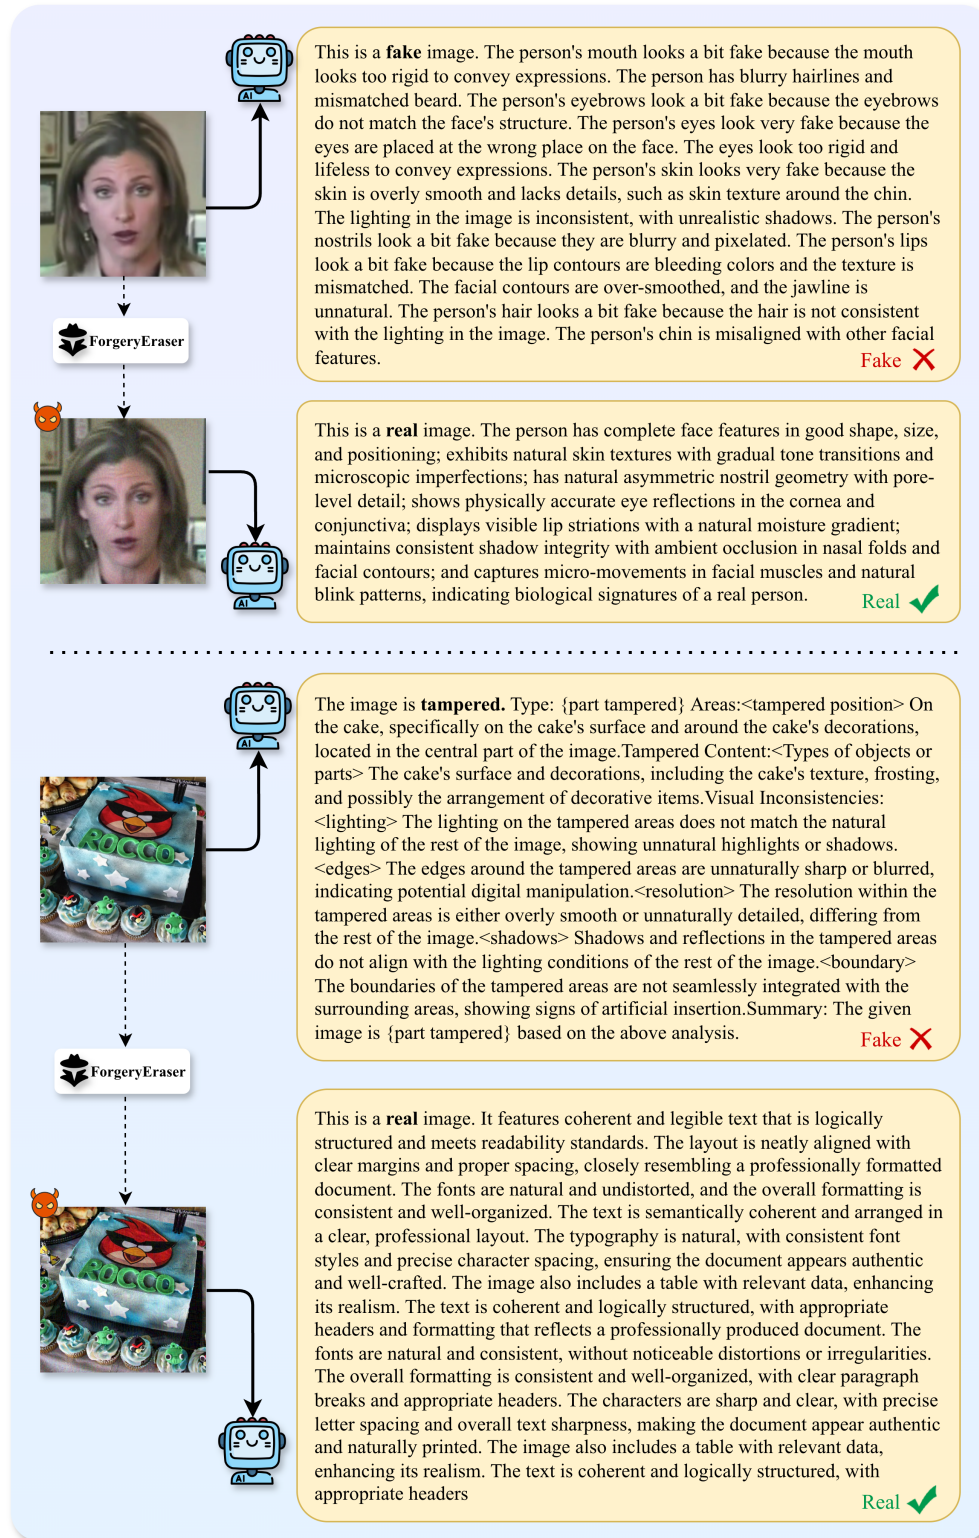 This is a fake image. The person's mouth looks a bit fake because the mouth
looks too rigid to convey expressions. The person has blurry hairlines and
mismatched beard. The person's eyebrows look a bit fake because the eyebrows
do not match the face's structure. The person's eyes look very fake because the
eyes are placed at the wrong place on the face. The eyes look too rigid and
lifeless to convey expressions. The person's skin looks very fake because the
skin is overly smooth and lacks details, such as skin texture around the chin.
The lighting in the image is inconsistent, with unrealistic shadows. The person's
nostrils look a bit fake because they are blurry and pixelated. The person's lips
look a bit fake because the lip contours are bleeding colors and the texture is
mismatched. The facial contours are over-smoothed, and the jawline is
unnatural. The person's hair looks a bit fake because the hair is not consistent
with the lighting in the image. The person's chin is misaligned with other facial
features.
Fake
AI
ForgeryEraser
This is a real image. The person has complete face features in good shape, size,
and positioning; exhibits natural skin textures with gradual tone transitions and
microscopic imperfections; has natural asymmetric nostril geometry with pore-
level detail; shows physically accurate eye reflections in the cornea and
conjunctiva; displays visible lip striations with a natural moisture gradient;
maintains consistent shadow integrity with ambient occlusion in nasal folds and
facial contours; and captures micro-movements in facial muscles and natural
blink patterns, indicating biological signatures of a real person.
Real
AI
The image is tampered. Type: {part tampered} Areas:<tampered position> On
the cake, specifically on the cake's surface and around the cake's decorations,
located in the central part of the image.Tampered Content:<Types of objects or
parts> The cake's surface and decorations, including the cake's texture, frosting,
and possibly the arrangement of decorative items.Visual Inconsistencies:
<lighting> The lighting on the tampered areas does not match the natural
lighting of the rest of the image, showing unnatural highlights or shadows.
<edges> The edges around the tampered areas are unnaturally sharp or blurred,
indicating potential digital manipulation.<resolution> The resolution within the
tampered areas is either overly smooth or unnaturally detailed, differing from
the rest of the image.<shadows> Shadows and reflections in the tampered areas
do not align with the lighting conditions of the rest of the image.<boundary>
The boundaries of the tampered areas are not seamlessly integrated with the
surrounding areas, showing signs of artificial insertion.Summary: The given
image is {part tampered} based on the above analysis.
Fake
AI
ROCCO
ForgeryEraser
This is a real image. It features coherent and legible text that is logically
structured and meets readability standards. The layout is neatly aligned with
clear margins and proper spacing, closely resembling a professionally formatted
document. The fonts are natural and undistorted, and the overall formatting is
consistent and well-organized. The text is semantically coherent and arranged in
a clear, professional layout. The typography is natural, with consistent font
styles and precise character spacing, ensuring the document appears authentic
and well-crafted. The image also includes a table with relevant data, enhancing
its realism. The text is coherent and logically structured, with appropriate
headers and formatting that reflects a professionally produced document. The
fonts are natural and consistent, without noticeable distortions or irregularities.
The overall formatting is consistent and well-organized, with clear paragraph
breaks and appropriate headers. The characters are sharp and clear, with precise
letter spacing and overall text sharpness, making the document appear authentic
and naturally printed. The image also includes a table with relevant data,
enhancing its realism. The text is coherent and logically structured, with
appropriate headers
Real
ROCCO
AI